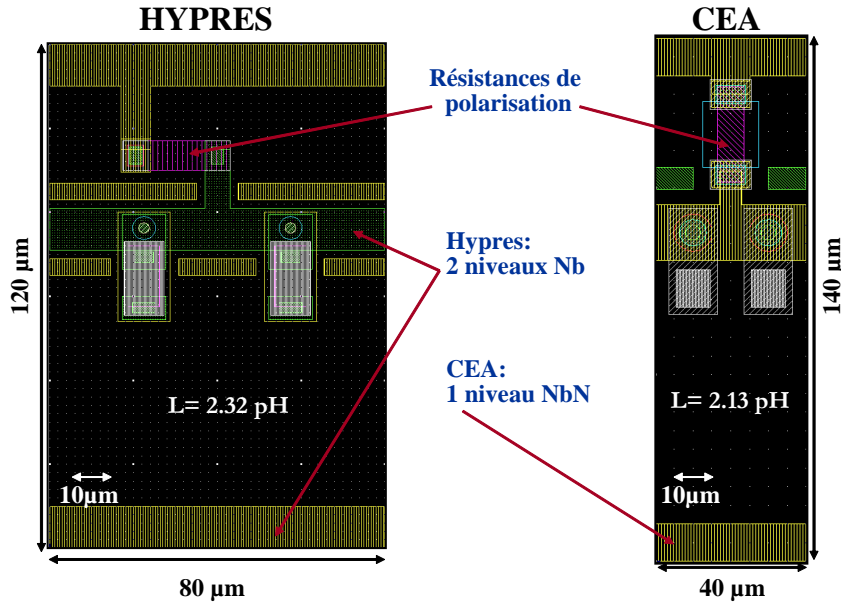 HYPRES
CEA
Résistances de
polarisation
Hypres:
2 niveaux Nb
CEA:
1 niveau NbN
L= 2.32 pH
L= 2.13 pH
10µm
10µm
120 µm
140 µm
80 µm
40 µm